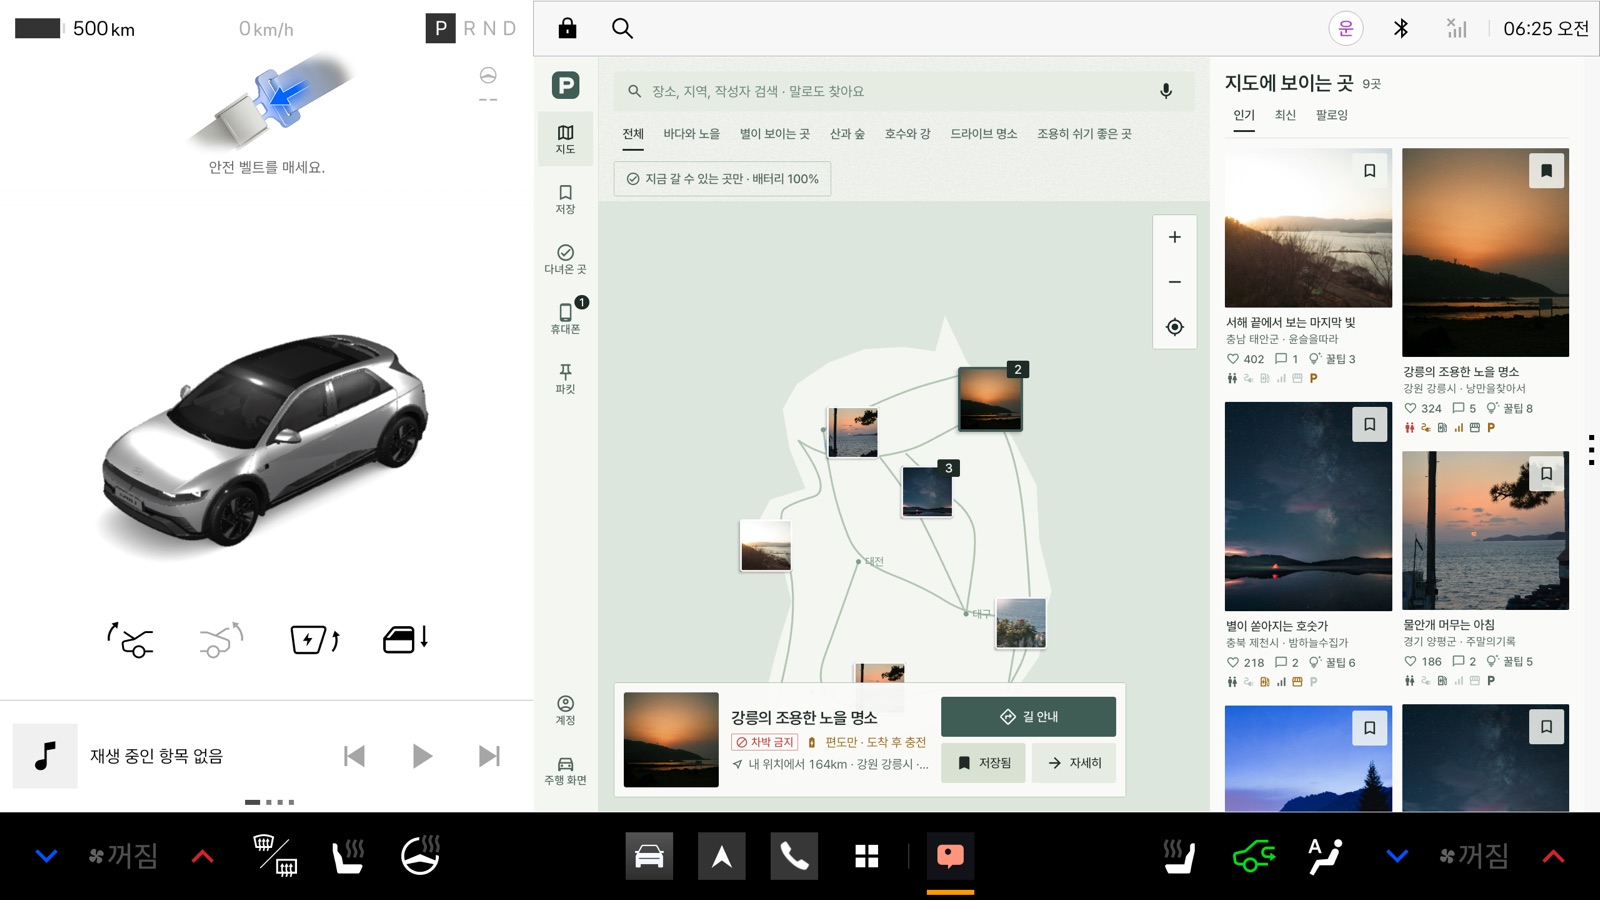 500 km
0 km/h
P R N D
안전 벨트를 매세요.
재생 중인 항목 없음
운
06:25 오전
P
지도
저장
다녀온 곳
1
휴대폰
파킷
계정
주행 화면
장소, 지역, 작성자 검색 · 말로도 찾아요
전체 바다와 노을 별이 보이는 곳 산과 숲 호수와 강 드라이브 명소 조용히 쉬기 좋은 곳
지금 갈 수 있는 곳만 · 배터리 100%
2
3
대전
대구
강릉의 조용한 노을 명소
차박 금지 편도만 · 도착 후 충전
내 위치에서 164km · 강원 강릉시 ·...
길 안내
저장됨
자세히
지도에 보이는 곳 9곳
인기 최신 팔로잉
서해 끝에서 보는 마지막 빛
충남 태안군 · 윤슬을따라
402 1 꿀팁 3
P
강릉의 조용한 노을 명소
강원 강릉시 · 낭만을찾아서
324 5 꿀팁 8
P
별이 쏟아지는 호숫가
충북 제천시 · 밤하늘수집가
218 2 꿀팁 6
P
물안개 머무는 아침
경기 양평군 · 주말의기록
186 2 꿀팁 5
P
꺼짐
A
꺼짐